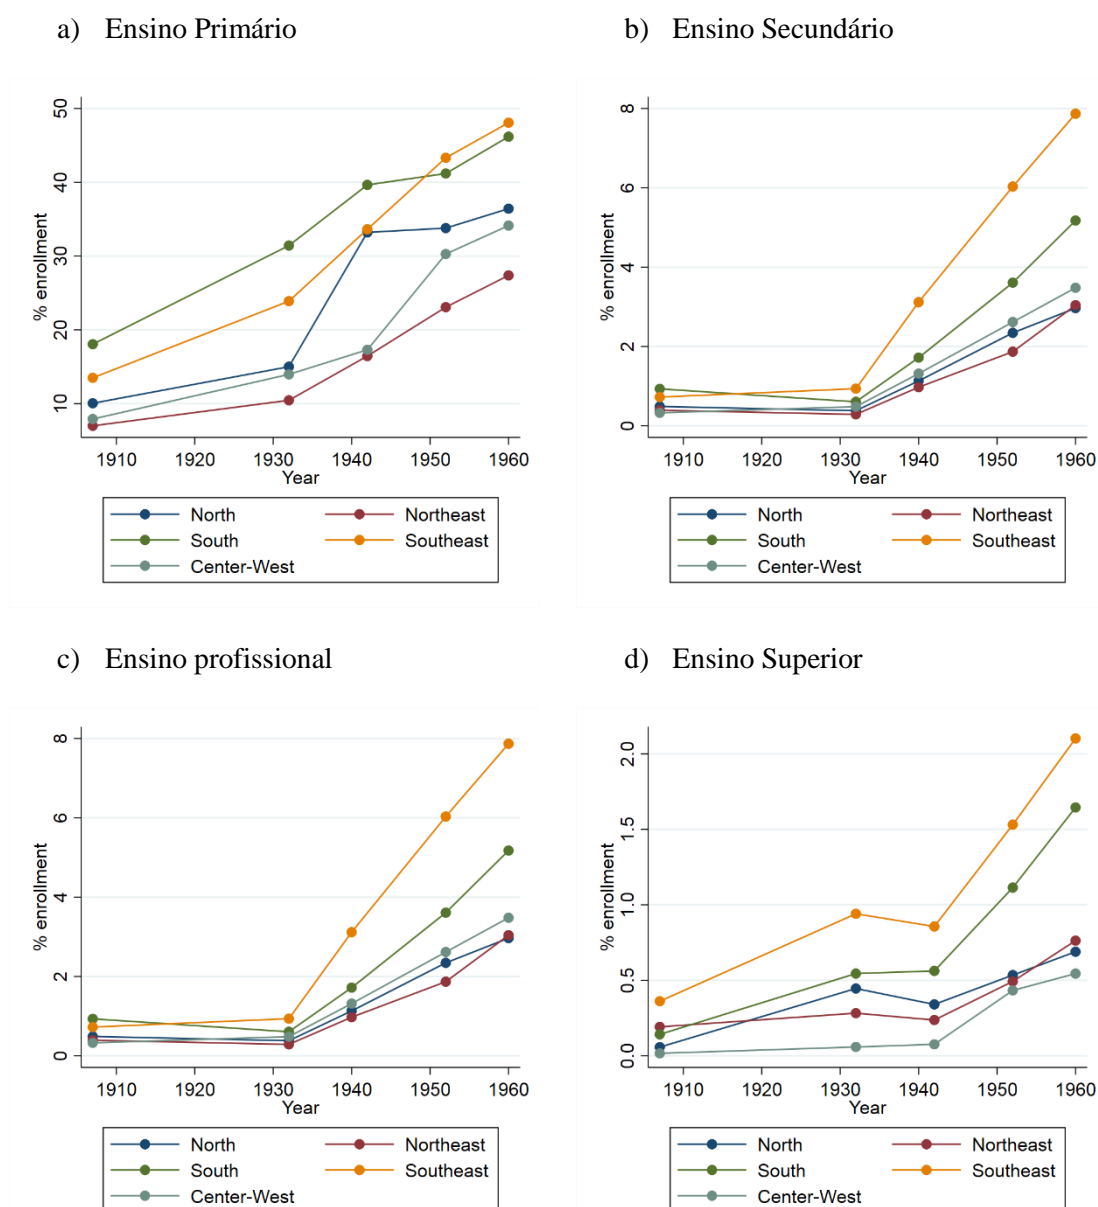 a) Ensino Primário
% enrollment
50
40
30
20
10
1910 1920 1930 1940 1950 1960
Year
North Northeast
South Southeast
Center-West
b) Ensino Secundário
% enrollment
8
6
4
2
0
1910 1920 1930 1940 1950 1960
Year
North Northeast
South Southeast
Center-West
c) Ensino profissional
% enrollment
8
6
4
2
0
1910 1920 1930 1940 1950 1960
Year
North Northeast
South Southeast
Center-West
d) Ensino Superior
% enrollment
2.0
1.5
1.0
0.5
0.0
1910 1920 1930 1940 1950 1960
Year
North Northeast
South Southeast
Center-West